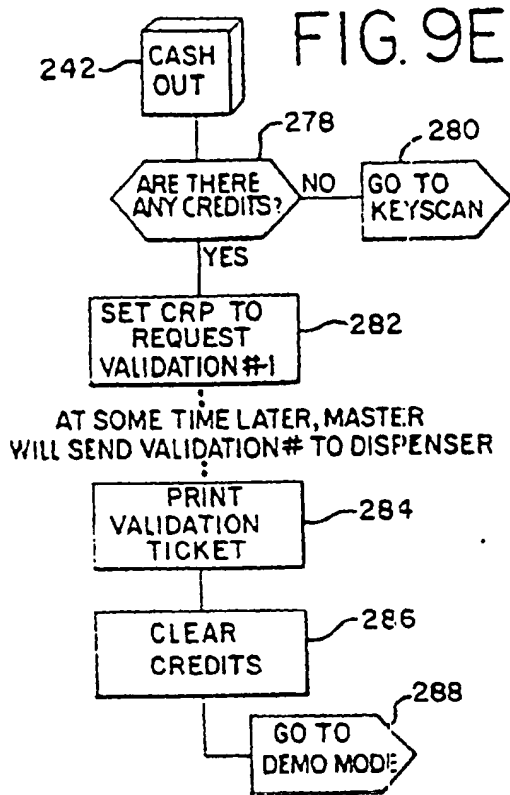 FIG. 9E
242
CASH
OUT
278
ARE THERE
ANY CREDITS?
NO
280
GO TO
KEYSCAN
YES
SET CRP TO
REQUEST
VALIDATION #1
282
AT SOME TIME LATER, MASTER
WILL SEND VALIDATION # TO DISPENSER
PRINT
VALIDATION
TICKET
284
CLEAR
CREDITS
286
288
GO TO
DEMO MODE